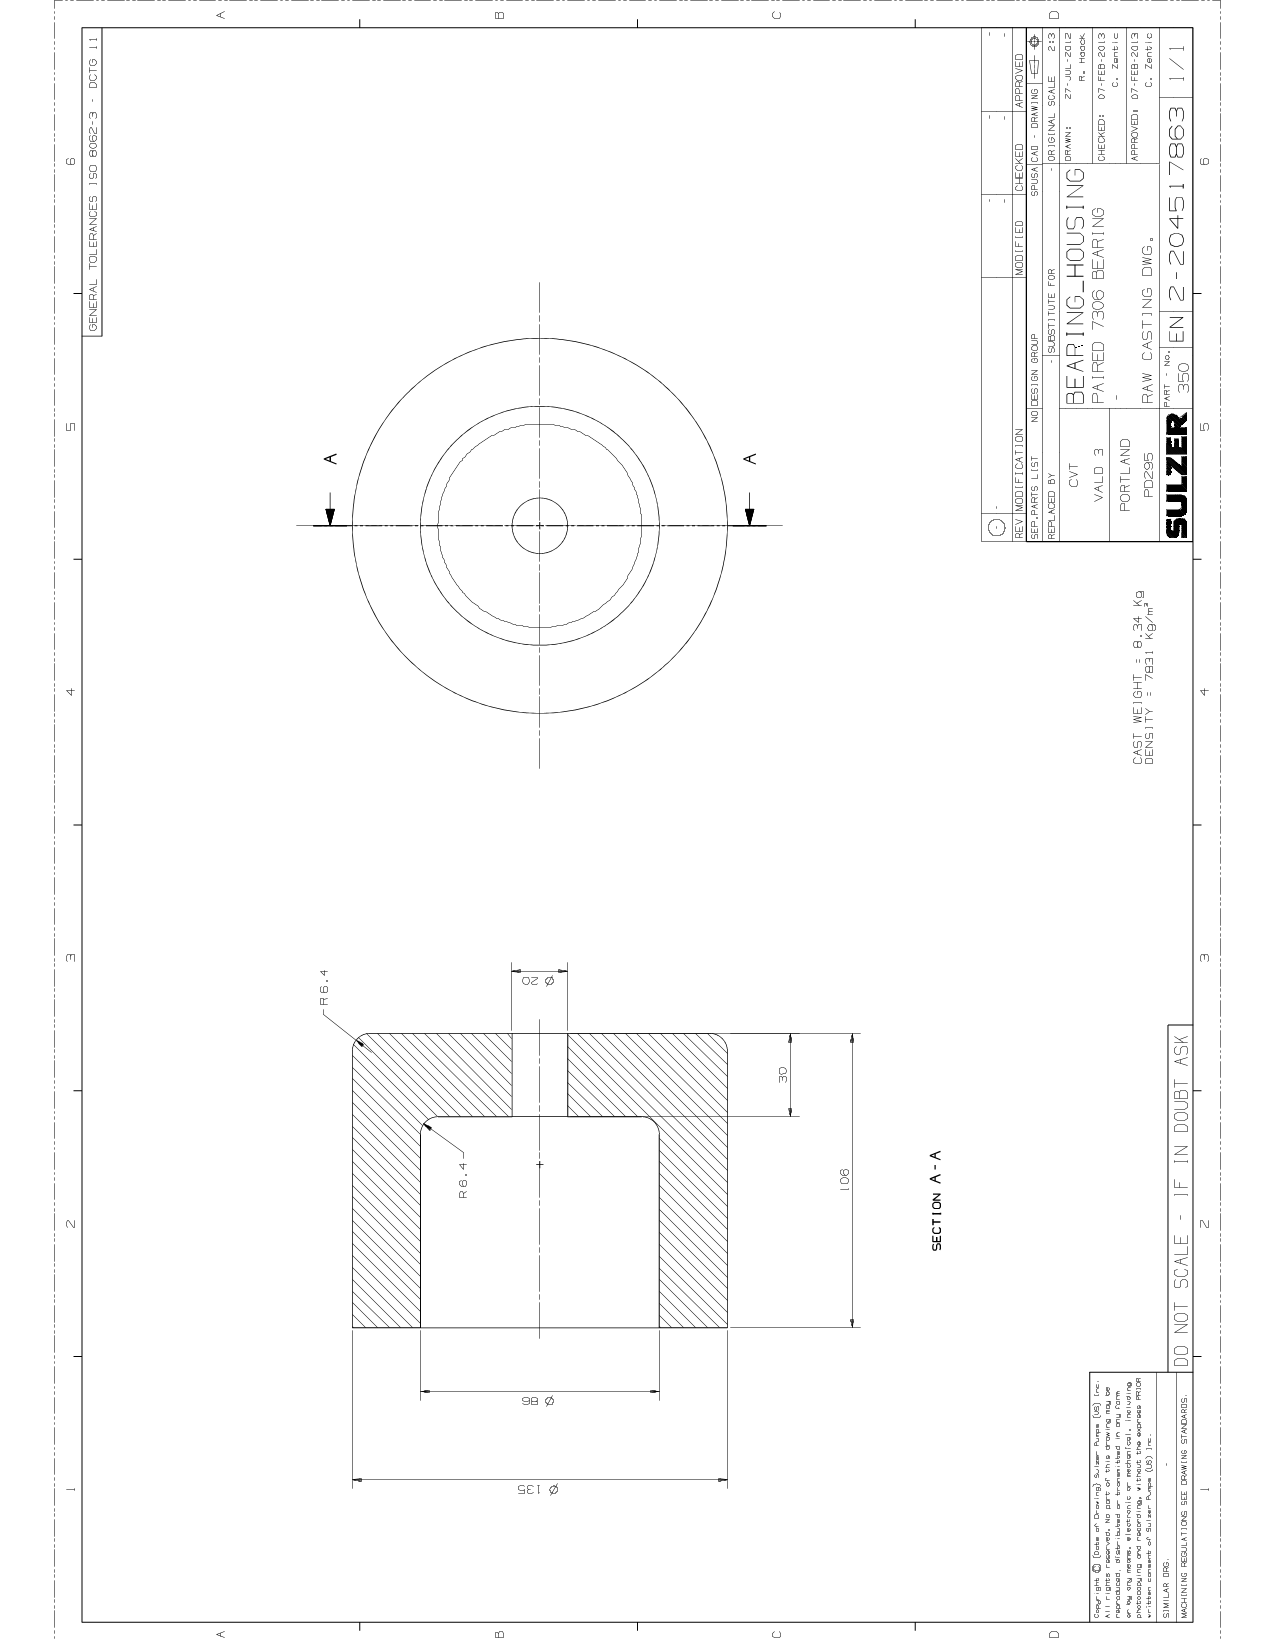 GENERAL TOLERANCES ISO 8062-3 - DCTG 11
A
B
C
D
1
2
3
4
5
6
A
A
R6.4
R6.4
Ø 20
30
106
Ø 86
Ø 135
SECTION A-A
CAST WEIGHT = 8.34 Kg
DENSITY = 7831 Kg/m³
REV MODIFICATION MODIFIED CHECKED APPROVED
SEP.PARTS LIST NO DESIGN GROUP SPUSA CAD - DRAWING
REPLACED BY - SUBSTITUTE FOR - ORIGINAL SCALE 2:3
CVT
VALD 3
PORTLAND
PD295
BEARING_HOUSING
PAIRED 7306 BEARING
-
RAW CASTING DWG.
DRAWN: 27-JUL-2012
R. Haack
CHECKED: 07-FEB-2013
C. Zentic
APPROVED: 07-FEB-2013
C. Zentic
SULZER
PART - No.
350
EN 2-204517863 1/1
DO NOT SCALE - IF IN DOUBT ASK
Copyright © (Date of Drawing) Sulzer Pumps (US) Inc.
All rights reserved. No part of this drawing may be
reproduced, distributed or transmitted in any form
or by any means, electronic or mechanical, including
photocopying and recording, without the express PRIOR
written consent of Sulzer Pumps (US) Inc.
SIMILAR DRG. -
MACHINING REGULATIONS SEE DRAWING STANDARDS.
1
2
3
4
5
6
A
B
C
D